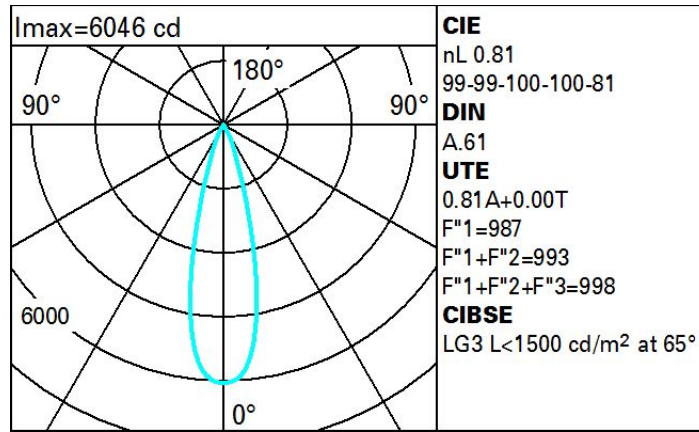 Imax=6046 cd
180°
90°
90°
6000
0°
CIE
nL 0.81
99-99-100-100-81
DIN
A.61
UTE
0.81A+0.00T
F"1=987
F"1+F"2=993
F"1+F"2+F"3=998
CIBSE
LG3 L<1500 cd/m² at 65°